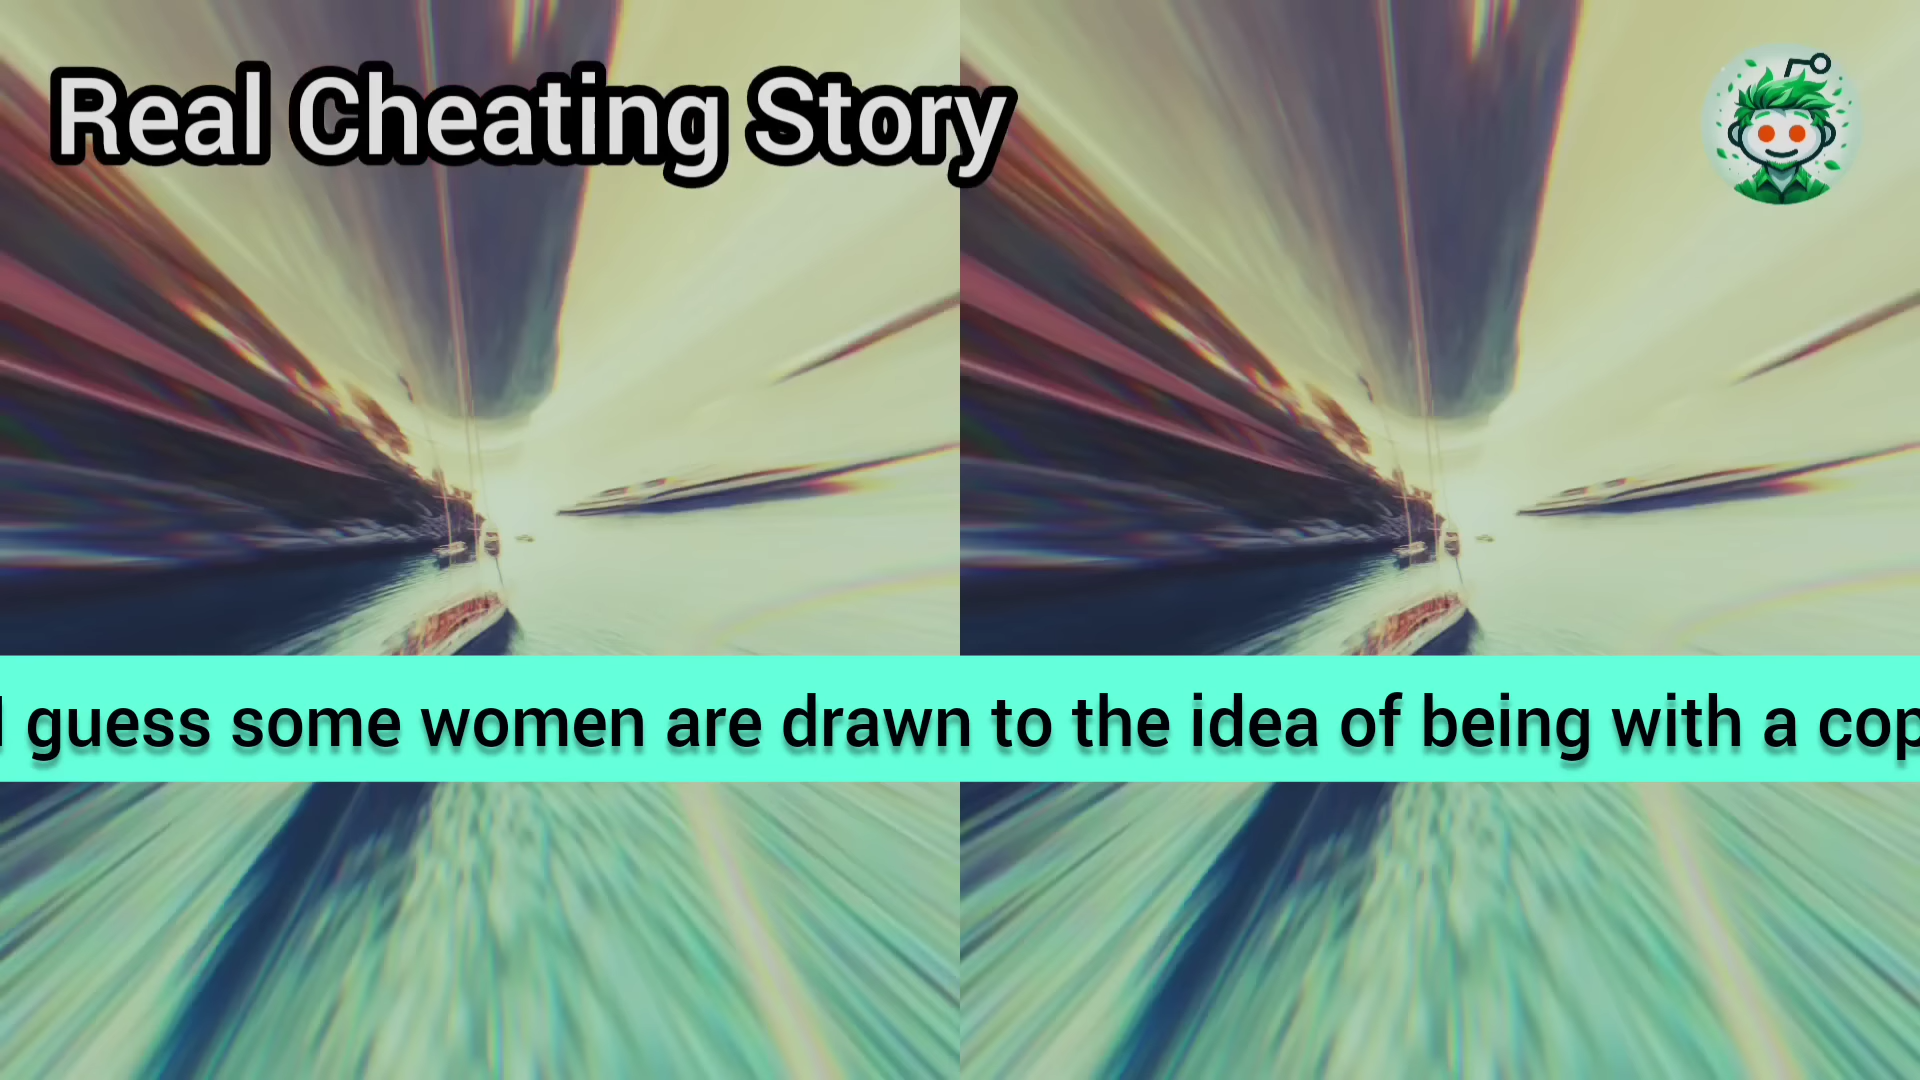 Real Cheating Story
I guess some women are drawn to the idea of being with a cop